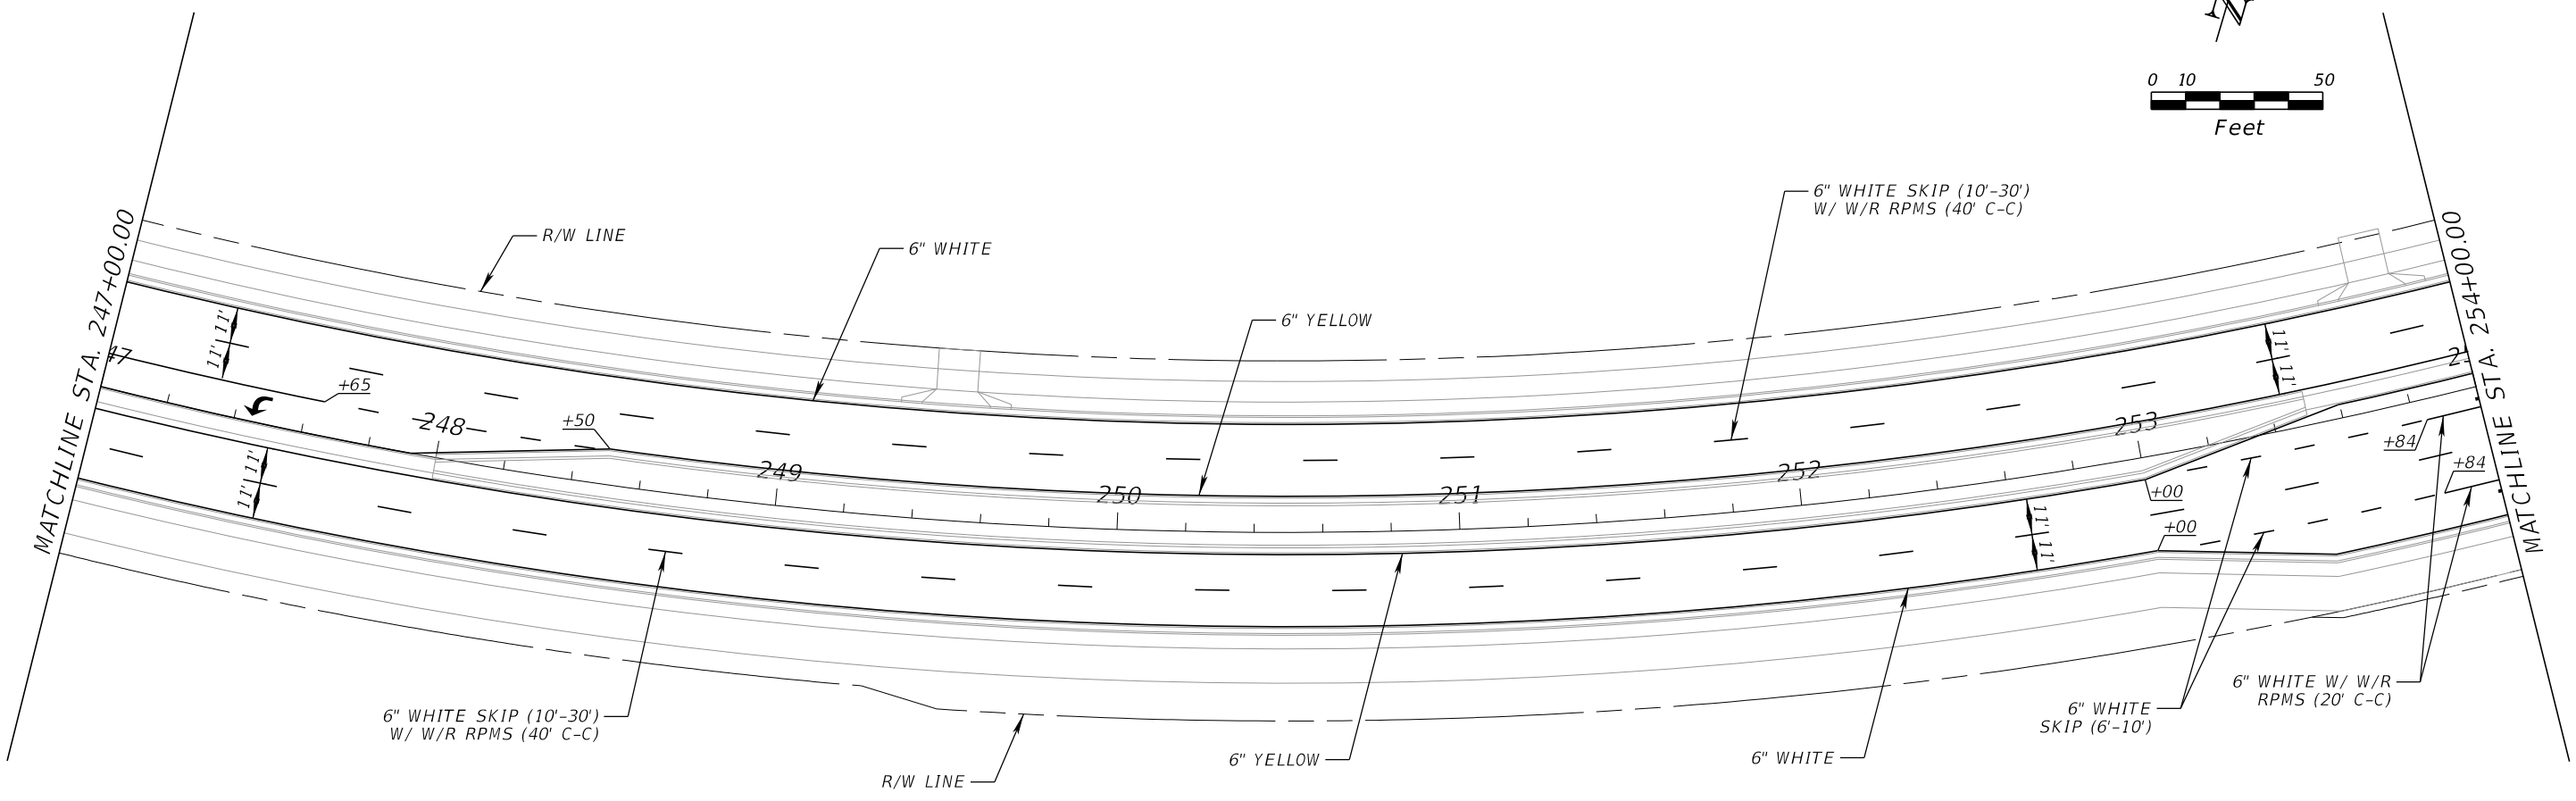 N
0 10 50
Feet
6" WHITE SKIP (10'-30')
W/ W/R RPMS (40' C-C)
R/W LINE
6" WHITE
6" YELLOW
MATCHLINE STA. 247+00.00
MATCHLINE STA. 254+00.00
11'
11'
11'
11'
47
+65
248
+50
249
250
251
252
253
2
11'
11'
+84
+84
+00
+00
11'
11'
6" WHITE SKIP (10'-30')
W/ W/R RPMS (40' C-C)
R/W LINE
6" YELLOW
6" WHITE
6" WHITE
SKIP (6'-10')
6" WHITE W/ W/R
RPMS (20' C-C)